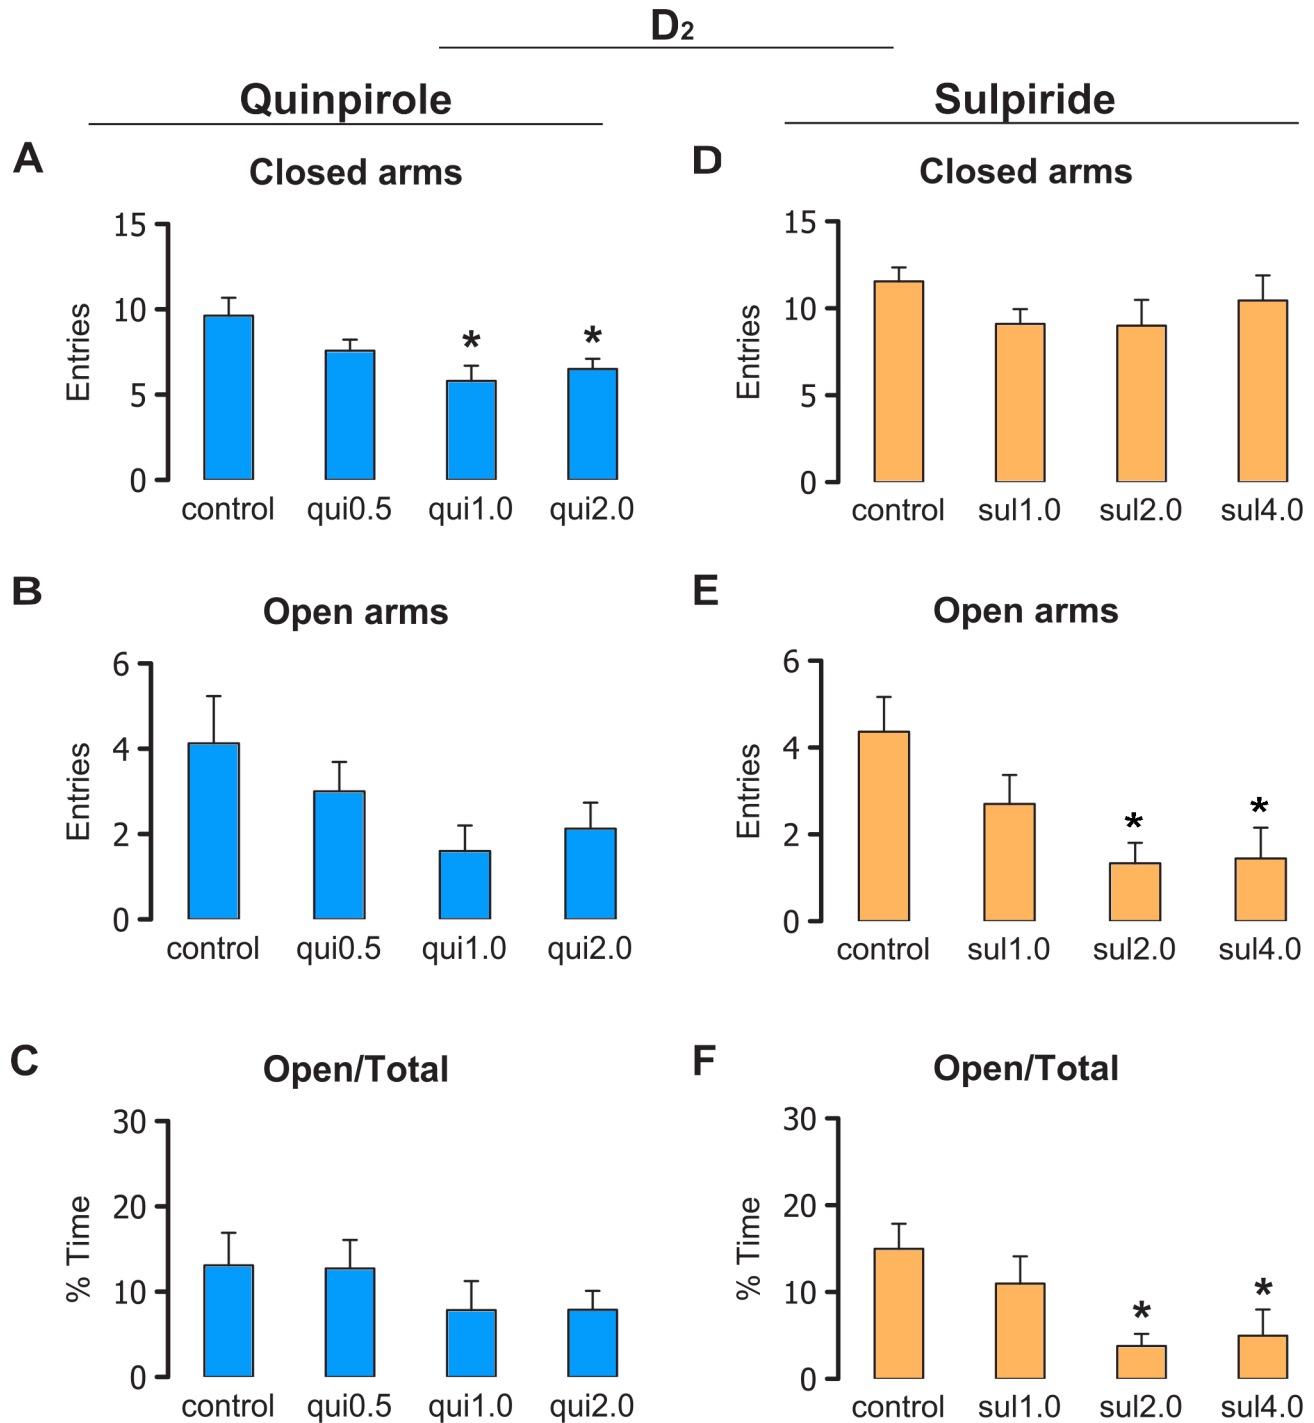 D₂
Quinpirole
Sulpiride
A
Closed arms
15
10
5
0
Entries
*
*
control qui0.5 qui1.0 qui2.0
D
Closed arms
15
10
5
0
Entries
control sul1.0 sul2.0 sul4.0
B
Open arms
6
4
2
0
Entries
control qui0.5 qui1.0 qui2.0
E
Open arms
6
4
2
0
Entries
*
*
control sul1.0 sul2.0 sul4.0
C
Open/Total
30
20
10
0
% Time
control qui0.5 qui1.0 qui2.0
F
Open/Total
30
20
10
0
% Time
*
*
control sul1.0 sul2.0 sul4.0